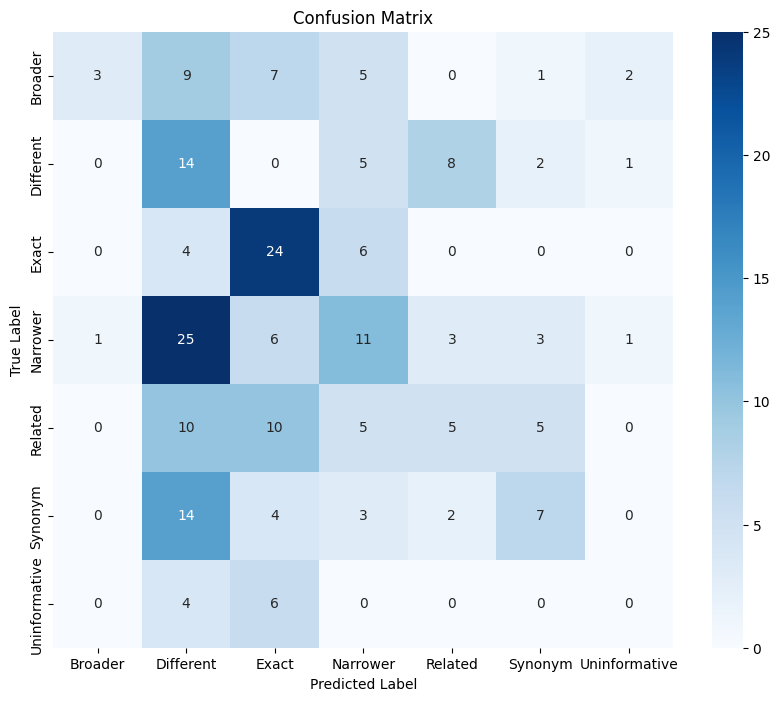 Confusion Matrix
True Label
Broader 3 9 7 5 0 1 2
Different 0 14 0 5 8 2 1
Exact 0 4 24 6 0 0 0
Narrower 1 25 6 11 3 3 1
Related 0 10 10 5 5 5 0
Synonym 0 14 4 3 2 7 0
Uninformative 0 4 6 0 0 0 0
Broader Different Exact Narrower Related Synonym Uninformative
Predicted Label
25
20
15
10
5
0